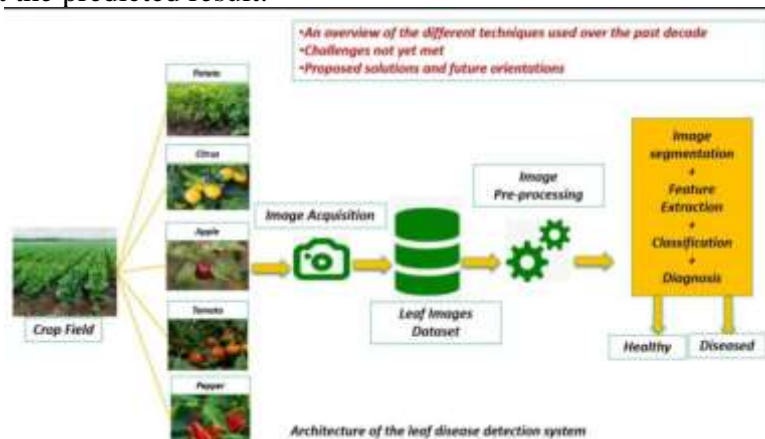 t the predicted result.
•An overview of the different techniques used over the past decade
•Challenges not yet met
•Proposed solutions and future orientations
Potato
Citrus
Apple
Tomato
Pepper
Crop Field
Image Acquisition
Leaf Images
Dataset
Image
Pre-processing
Image
segmentation
+
Feature
Extraction
+
Classification
+
Diagnosis
Healthy
Diseased
Architecture of the leaf disease detection system